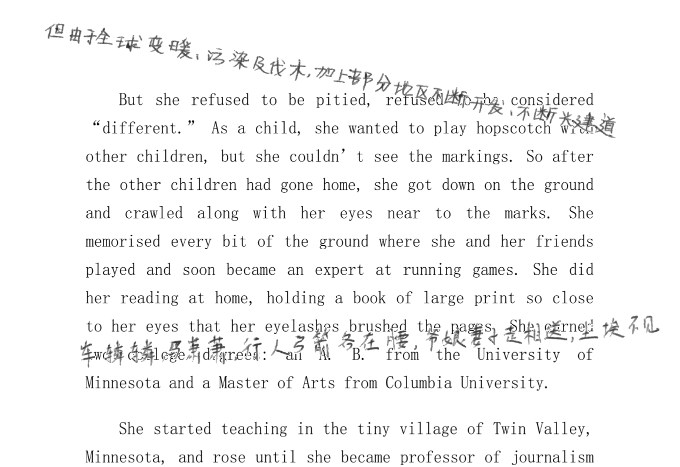 但由于全球变暖、污染及伐木,加上部分地区不断开发、不断兴建道
But she refused to be pitied, refused to be considered
“different.” As a child, she wanted to play hopscotch with
other children, but she couldn’t see the markings. So after
the other children had gone home, she got down on the ground
and crawled along with her eyes near to the marks. She
memorised every bit of the ground where she and her friends
played and soon became an expert at running games. She did
her reading at home, holding a book of large print so close
to her eyes that her eyelashes brushed the pages. She earned
车辚辚,马萧萧,行人弓箭各在腰,爷娘妻子走相送,尘埃不见
two college degrees: an A. B. from the University of
Minnesota and a Master of Arts from Columbia University.
She started teaching in the tiny village of Twin Valley,
Minnesota, and rose until she became professor of journalism